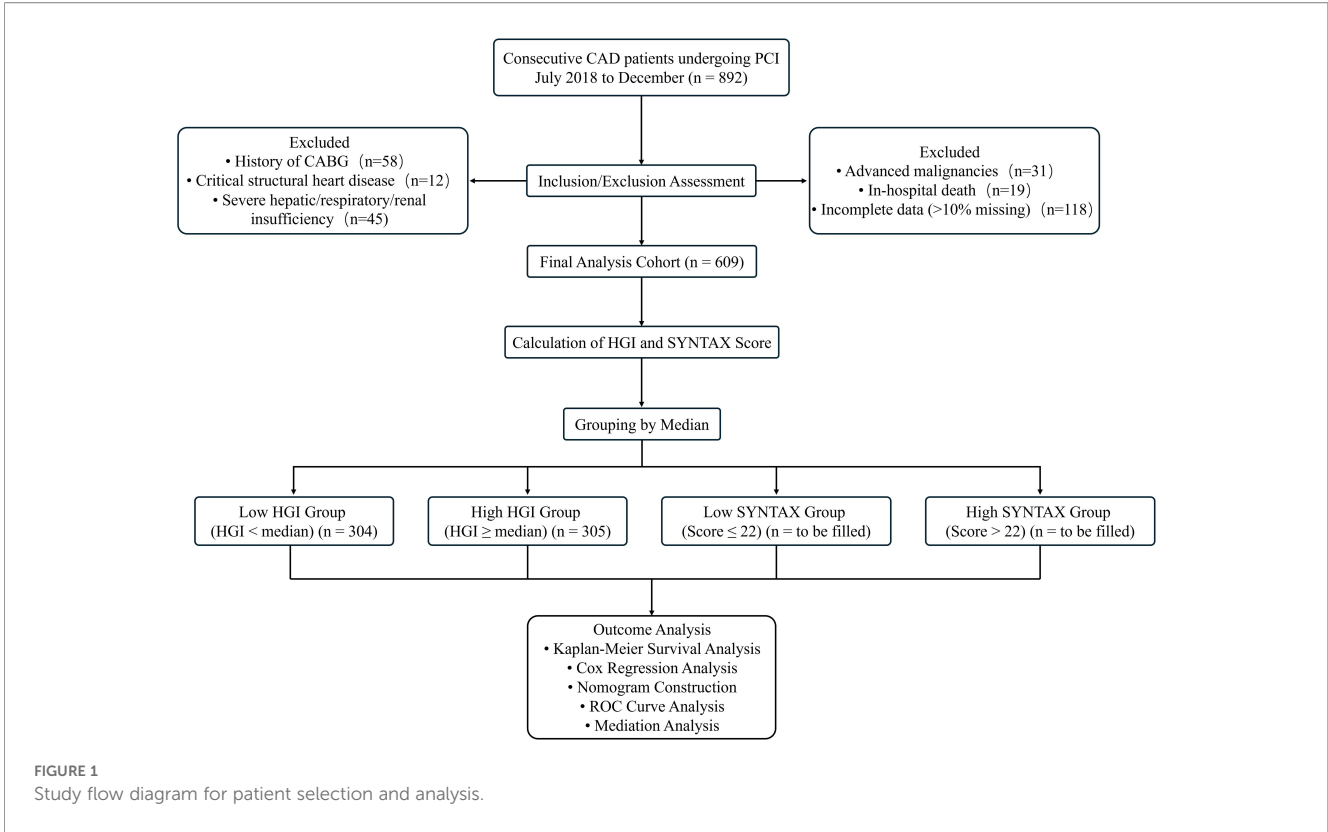 Consecutive CAD patients undergoing PCI
July 2018 to December (n = 892)
Excluded
• History of CABG（n=58）
• Critical structural heart disease（n=12）
• Severe hepatic/respiratory/renal
insufficiency（n=45)
Inclusion/Exclusion Assessment
Excluded
• Advanced malignancies（n=31）
• In-hospital death（n=19）
• Incomplete data (>10% missing)（n=118）
Final Analysis Cohort (n = 609)
Calculation of HGI and SYNTAX Score
Grouping by Median
Low HGI Group
(HGI < median) (n = 304)
High HGI Group
(HGI ≥ median) (n = 305)
Low SYNTAX Group
(Score ≤ 22) (n = to be filled)
High SYNTAX Group
(Score > 22) (n = to be filled)
Outcome Analysis
• Kaplan-Meier Survival Analysis
• Cox Regression Analysis
• Nomogram Construction
• ROC Curve Analysis
• Mediation Analysis
FIGURE 1
Study flow diagram for patient selection and analysis.